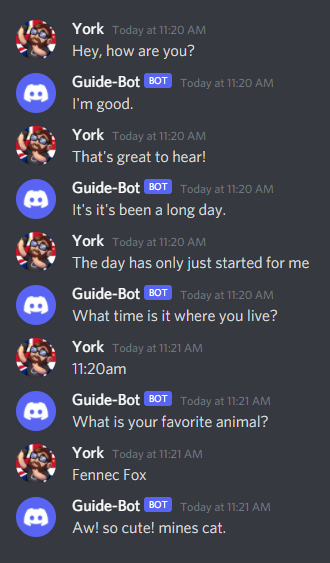 York Today at 11:20 AM
Hey, how are you?
Guide-Bot BOT Today at 11:20 AM
I'm good.
York Today at 11:20 AM
That's great to hear!
Guide-Bot BOT Today at 11:20 AM
It's it's been a long day.
York Today at 11:20 AM
The day has only just started for me
Guide-Bot BOT Today at 11:20 AM
What time is it where you live?
York Today at 11:21 AM
11:20am
Guide-Bot BOT Today at 11:21 AM
What is your favorite animal?
York Today at 11:21 AM
Fennec Fox
Guide-Bot BOT Today at 11:21 AM
Aw! so cute! mines cat.